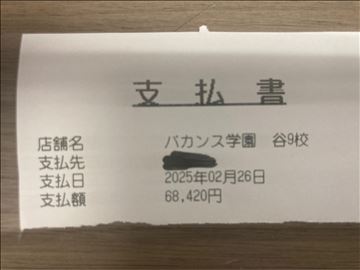 支払書
店舗名 バカンス学園 谷9校
支払先
支払日 2025年02月26日
支払額 68,420円